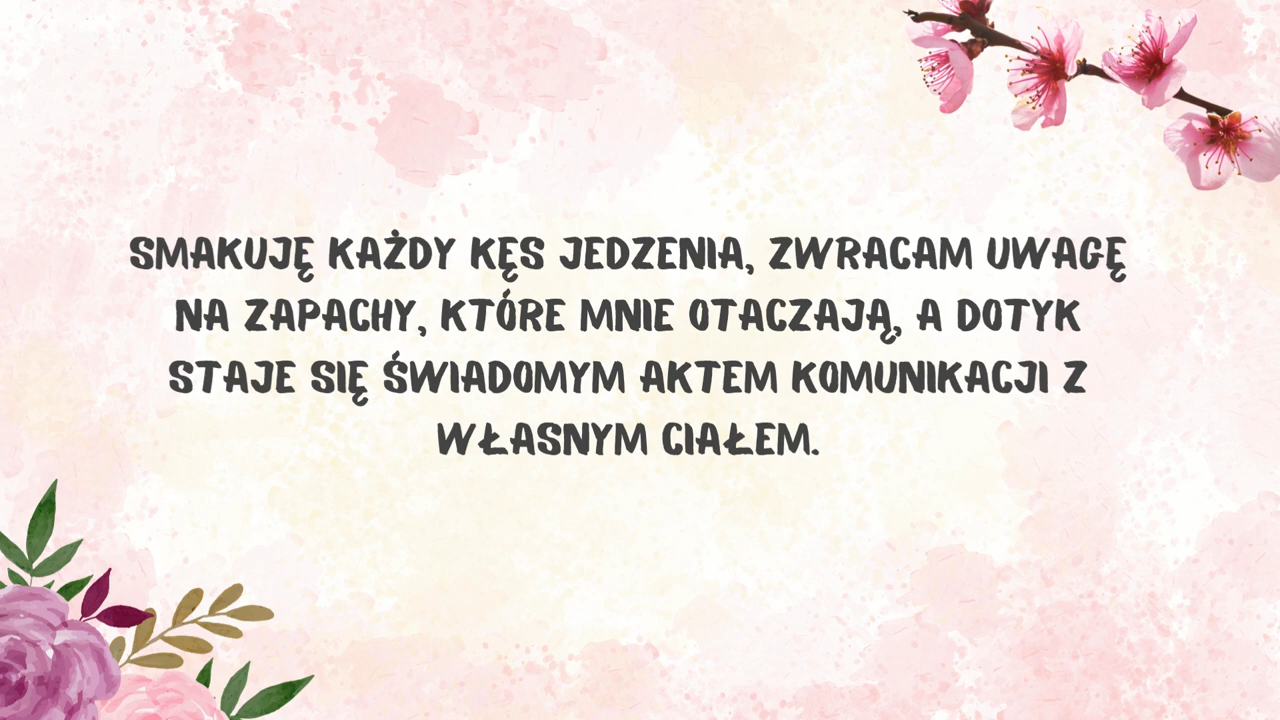 SMAKUJĘ KAŻDY KĘS JEDZENIA, ZWRACAM UWAGĘ
NA ZAPACHY, KTÓRE MNIE OTACZAJĄ, A DOTYK
STAJE SIĘ ŚWIADOMYM AKTEM KOMUNIKACJI Z
WŁASNYM CIAŁEM.